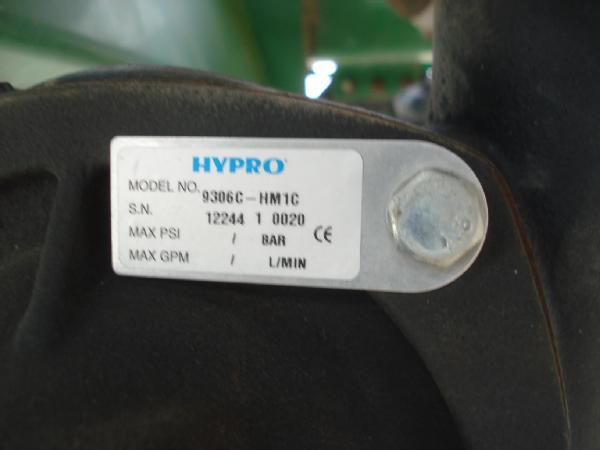 HYPRO
MODEL NO. 9306C-HM1C
S.N. 12244 1 0020
MAX PSI / BAR CE
MAX GPM / L/MIN